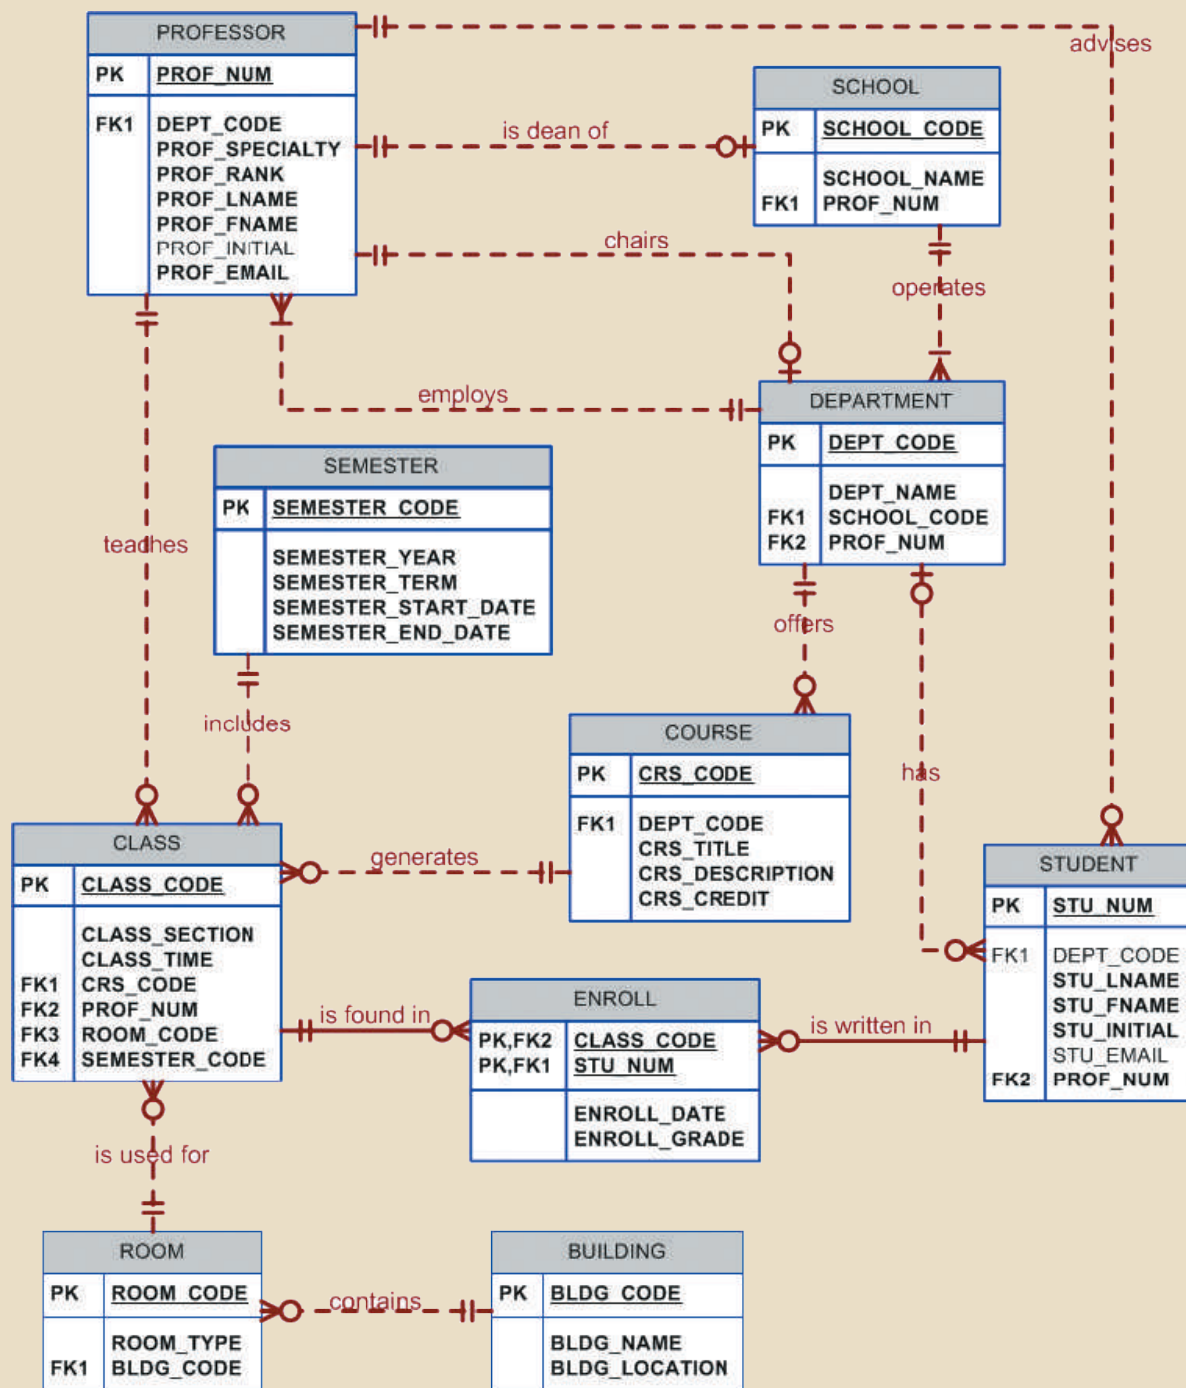 PROFESSOR
PK PROF_NUM
FK1 DEPT_CODE
PROF_SPECIALTY
PROF_RANK
PROF_LNAME
PROF_FNAME
PROF_INITIAL
PROF_EMAIL
advises
is dean of
SCHOOL
PK SCHOOL_CODE
SCHOOL_NAME
FK1 PROF_NUM
chairs
operates
employs
DEPARTMENT
PK DEPT_CODE
DEPT_NAME
FK1 SCHOOL_CODE
FK2 PROF_NUM
SEMESTER
PK SEMESTER_CODE
SEMESTER_YEAR
SEMESTER_TERM
SEMESTER_START_DATE
SEMESTER_END_DATE
teaches
offers
includes
has
COURSE
PK CRS_CODE
FK1 DEPT_CODE
CRS_TITLE
CRS_DESCRIPTION
CRS_CREDIT
CLASS
PK CLASS_CODE
CLASS_SECTION
CLASS_TIME
FK1 CRS_CODE
FK2 PROF_NUM
FK3 ROOM_CODE
FK4 SEMESTER_CODE
generates
STUDENT
PK STU_NUM
FK1 DEPT_CODE
STU_LNAME
STU_FNAME
STU_INITIAL
STU_EMAIL
FK2 PROF_NUM
is found in
ENROLL
PK,FK2 CLASS_CODE
PK,FK1 STU_NUM
ENROLL_DATE
ENROLL_GRADE
is written in
is used for
ROOM
PK ROOM_CODE
ROOM_TYPE
FK1 BLDG_CODE
contains
BUILDING
PK BLDG_CODE
BLDG_NAME
BLDG_LOCATION